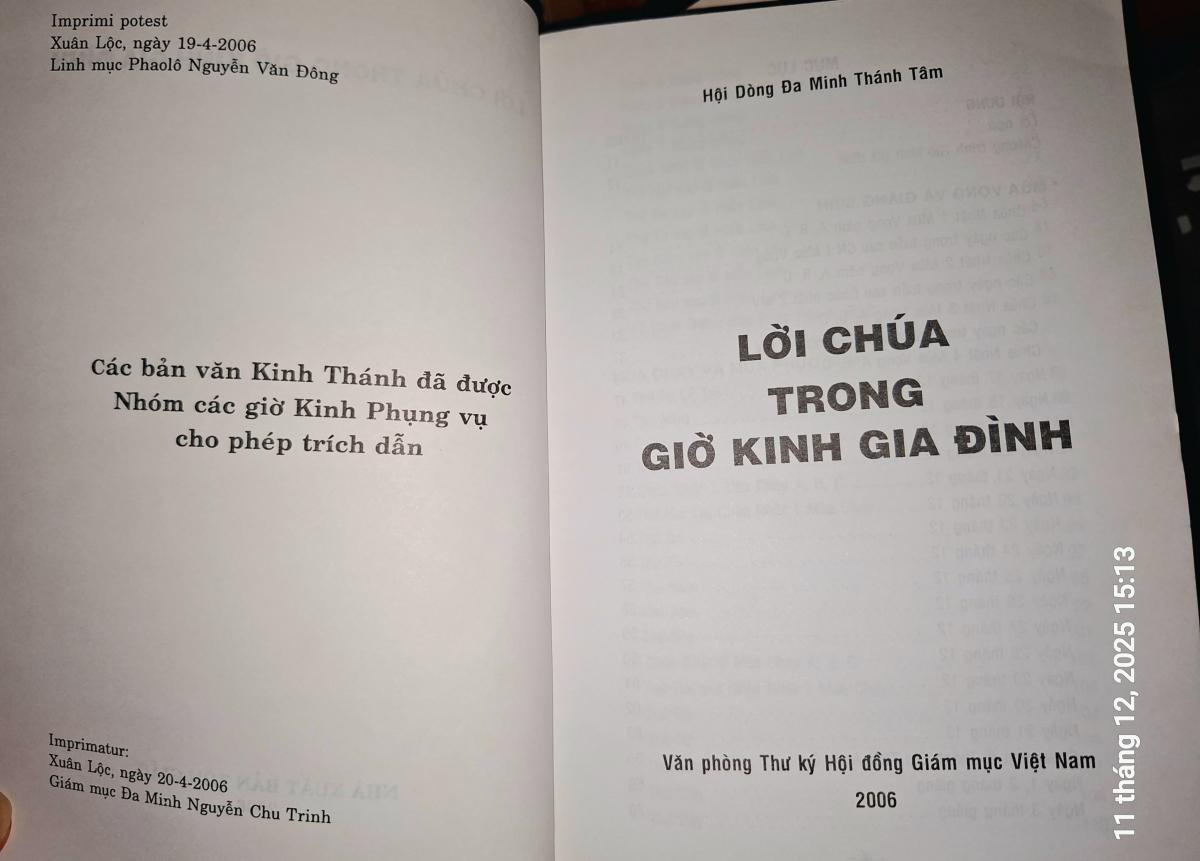 Imprimi potest
Xuân Lộc, ngày 19-4-2006
Linh mục Phaolô Nguyễn Văn Đông
Các bản văn Kinh Thánh đã được
Nhóm các giờ Kinh Phụng vụ
cho phép trích dẫn
Imprimatur:
Xuân Lộc, ngày 20-4-2006
Giám mục Đa Minh Nguyễn Chu Trinh
Hội Dòng Đa Minh Thánh Tâm
LỜI CHÚA
TRONG
GIỜ KINH GIA ĐÌNH
Văn phòng Thư ký Hội đồng Giám mục Việt Nam
2006
11 tháng 12, 2025 15:13